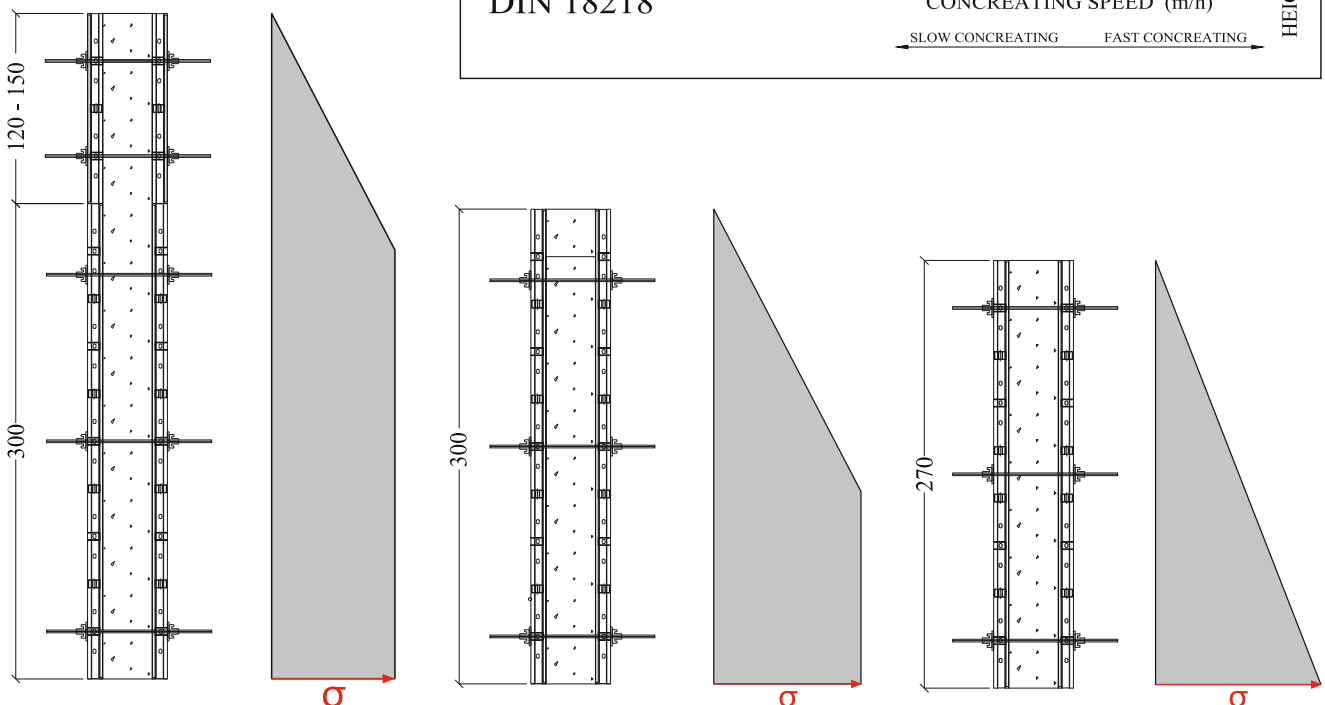 DIN 18218
CONCREATING SPEED (m/h)
SLOW CONCREATING FAST CONCREATING
120 - 150
300
300
270
σ
σ
σ